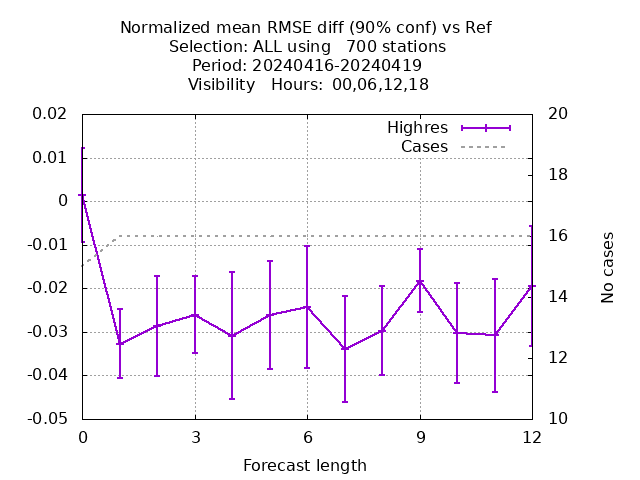 Normalized mean RMSE diff (90% conf) vs Ref
Selection: ALL using   700 stations
Period: 20240416-20240419
Visibility   Hours:  00,06,12,18
Highres
Cases
0.02
0.01
0
-0.01
-0.02
-0.03
-0.04
-0.05
20
18
16
14
12
10
No cases
0 3 6 9 12
Forecast length